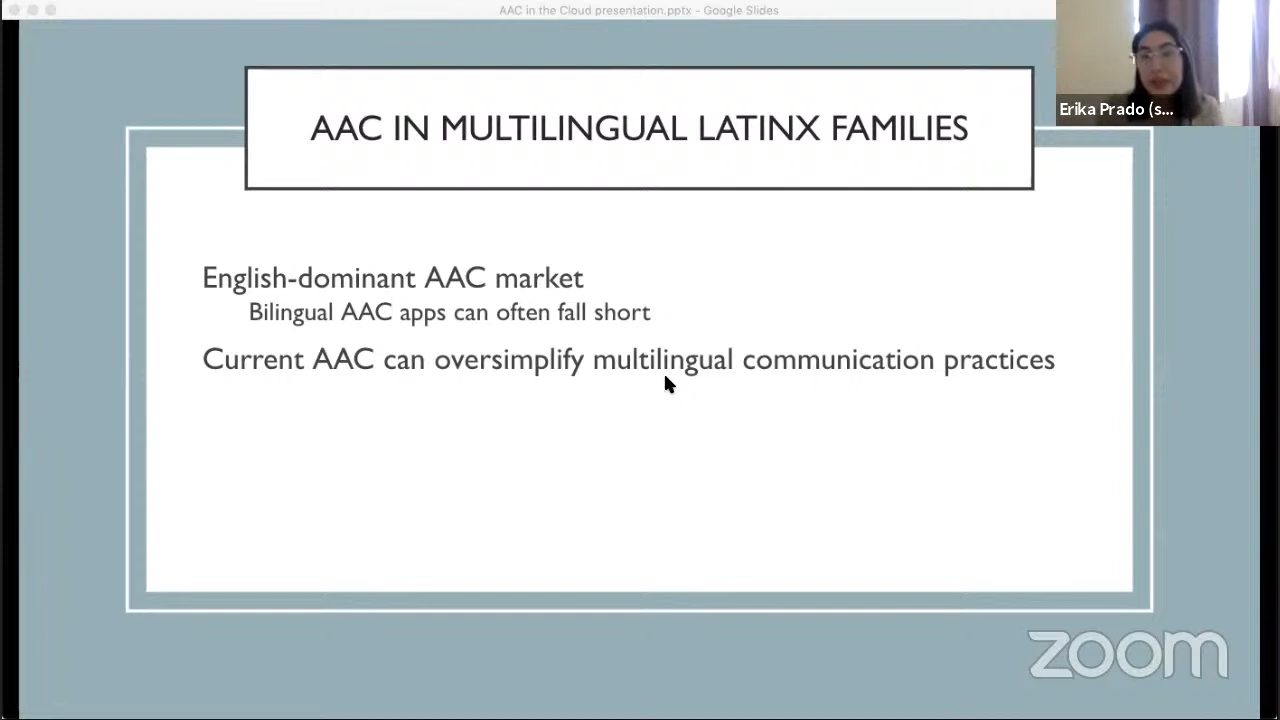 AAC in the Cloud presentation.pptx - Google Slides
Erika Prado (s...
AAC IN MULTILINGUAL LATINX FAMILIES
English-dominant AAC market
Bilingual AAC apps can often fall short
Current AAC can oversimplify multilingual communication practices
zoom